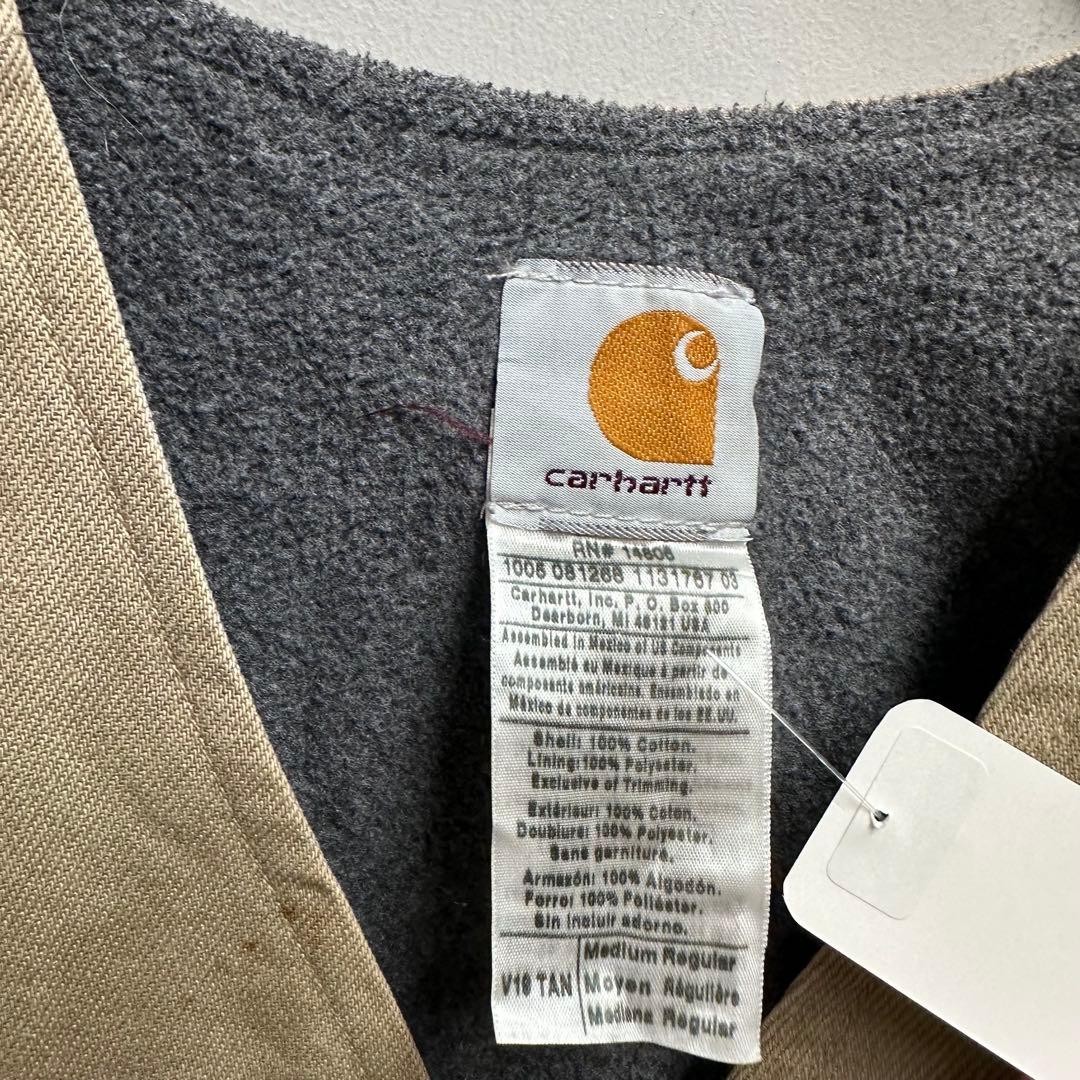 carhartt
RN# 14806
1006 081268 1131767 03
Carhartt, Inc. P. O. Box 600
Dearborn, MI 48121 USA
Assembled in Mexico of US Components
Assemblé au Mexique à partir de
composants américains. Ensamblado en
México de componentes de los EE.UU.
Shell: 100% Cotton.
Lining: 100% Polyester.
Exclusive of Trimming.
Extérieur: 100% Coton.
Doublure: 100% Polyester.
Sans garniture.
Armazón: 100% Algodón.
Forro: 100% Poliéster.
Sin incluir adorno.
Medium Regular
V16 TAN Moyen Régulière
Mediana Regular